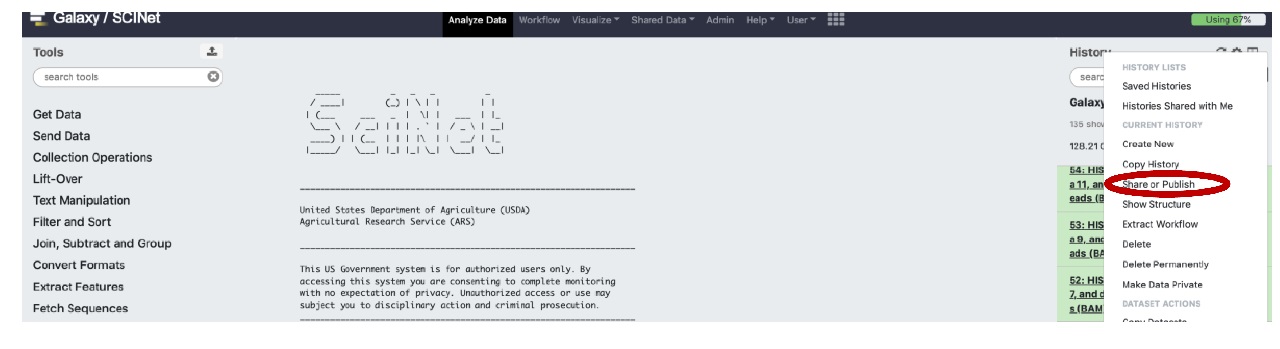 Galaxy / SCINet
Analyze Data Workflow Visualize Shared Data Admin Help User
Using 67%
Tools
search tools
Get Data
Send Data
Collection Operations
Lift-Over
Text Manipulation
Filter and Sort
Join, Subtract and Group
Convert Formats
Extract Features
Fetch Sequences
SciNet
United States Department of Agriculture (USDA)
Agricultural Research Service (ARS)
This US Government system is for authorized users only. By
accessing this system you are consenting to complete monitoring
with no expectation of privacy. Unauthorized access or use may
subject you to disciplinary action and criminal prosecution.
History
searc
Galaxy
135 show
128.21 G
54: HIS
a 11, an
eads (B
53: HIS
a 9, and
ads (BA
52: HIS
7, and d
s (BAM
HISTORY LISTS
Saved Histories
Histories Shared with Me
CURRENT HISTORY
Create New
Copy History
Share or Publish
Show Structure
Extract Workflow
Delete
Delete Permanently
Make Data Private
DATASET ACTIONS
Copy Datasets